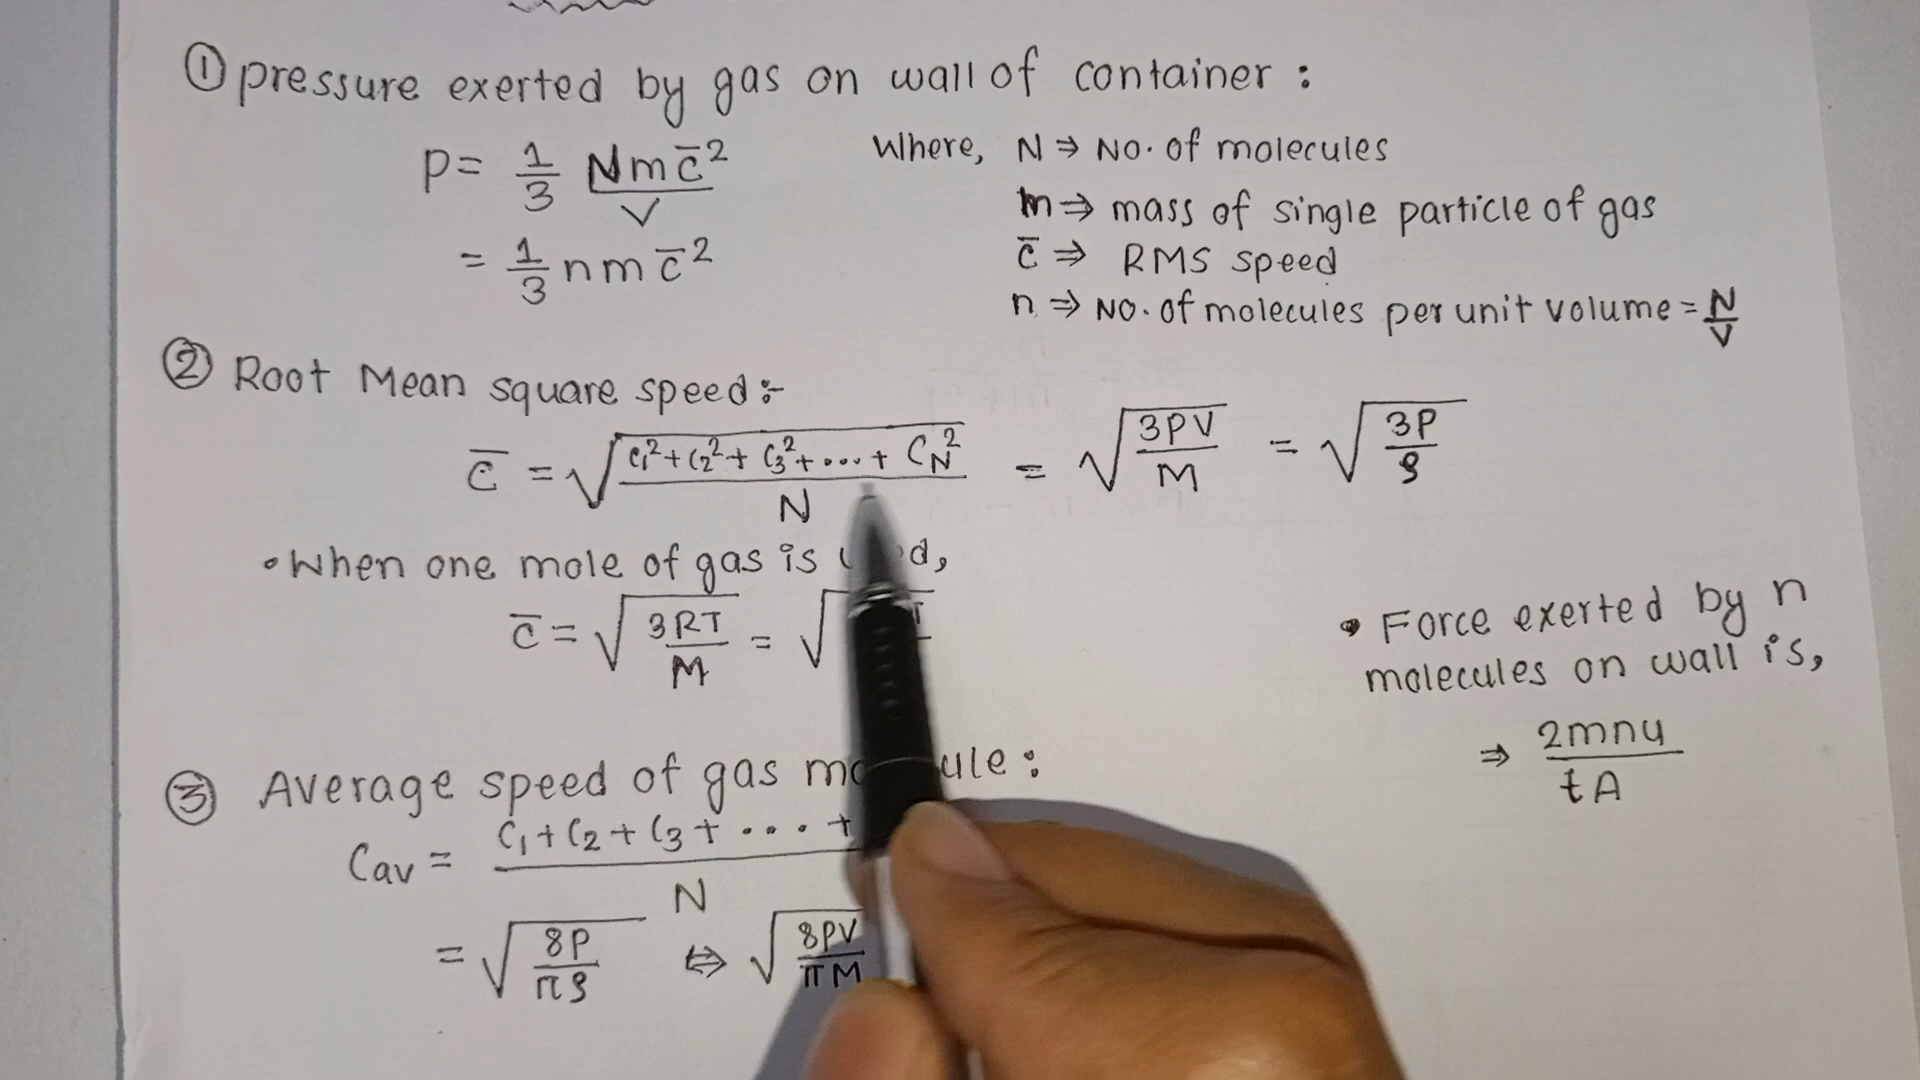 ① pressure exerted by gas on wall of container :
P = 1/3 Nmc̄²/V
= 1/3 nmc̄²
Where, N ⇒ No. of molecules
m ⇒ mass of single particle of gas
c̄ ⇒ RMS speed
n ⇒ No. of molecules per unit volume = N/V
② Root Mean square speed :-
c̄ = √((c₁² + c₂² + c₃² + .... + c_N²)/N) = √(3PV/M) = √(3P/ρ)
• When one mole of gas is
c̄ = √(3RT/M) = √
• Force exerted by n
molecules on wall is,
⇒ 2mnu/tA
③ Average speed of gas :
Cav = C₁ + C₂ + C₃ + .... + /N
= √(8P/πρ) ⇔ √(8PV/πM)